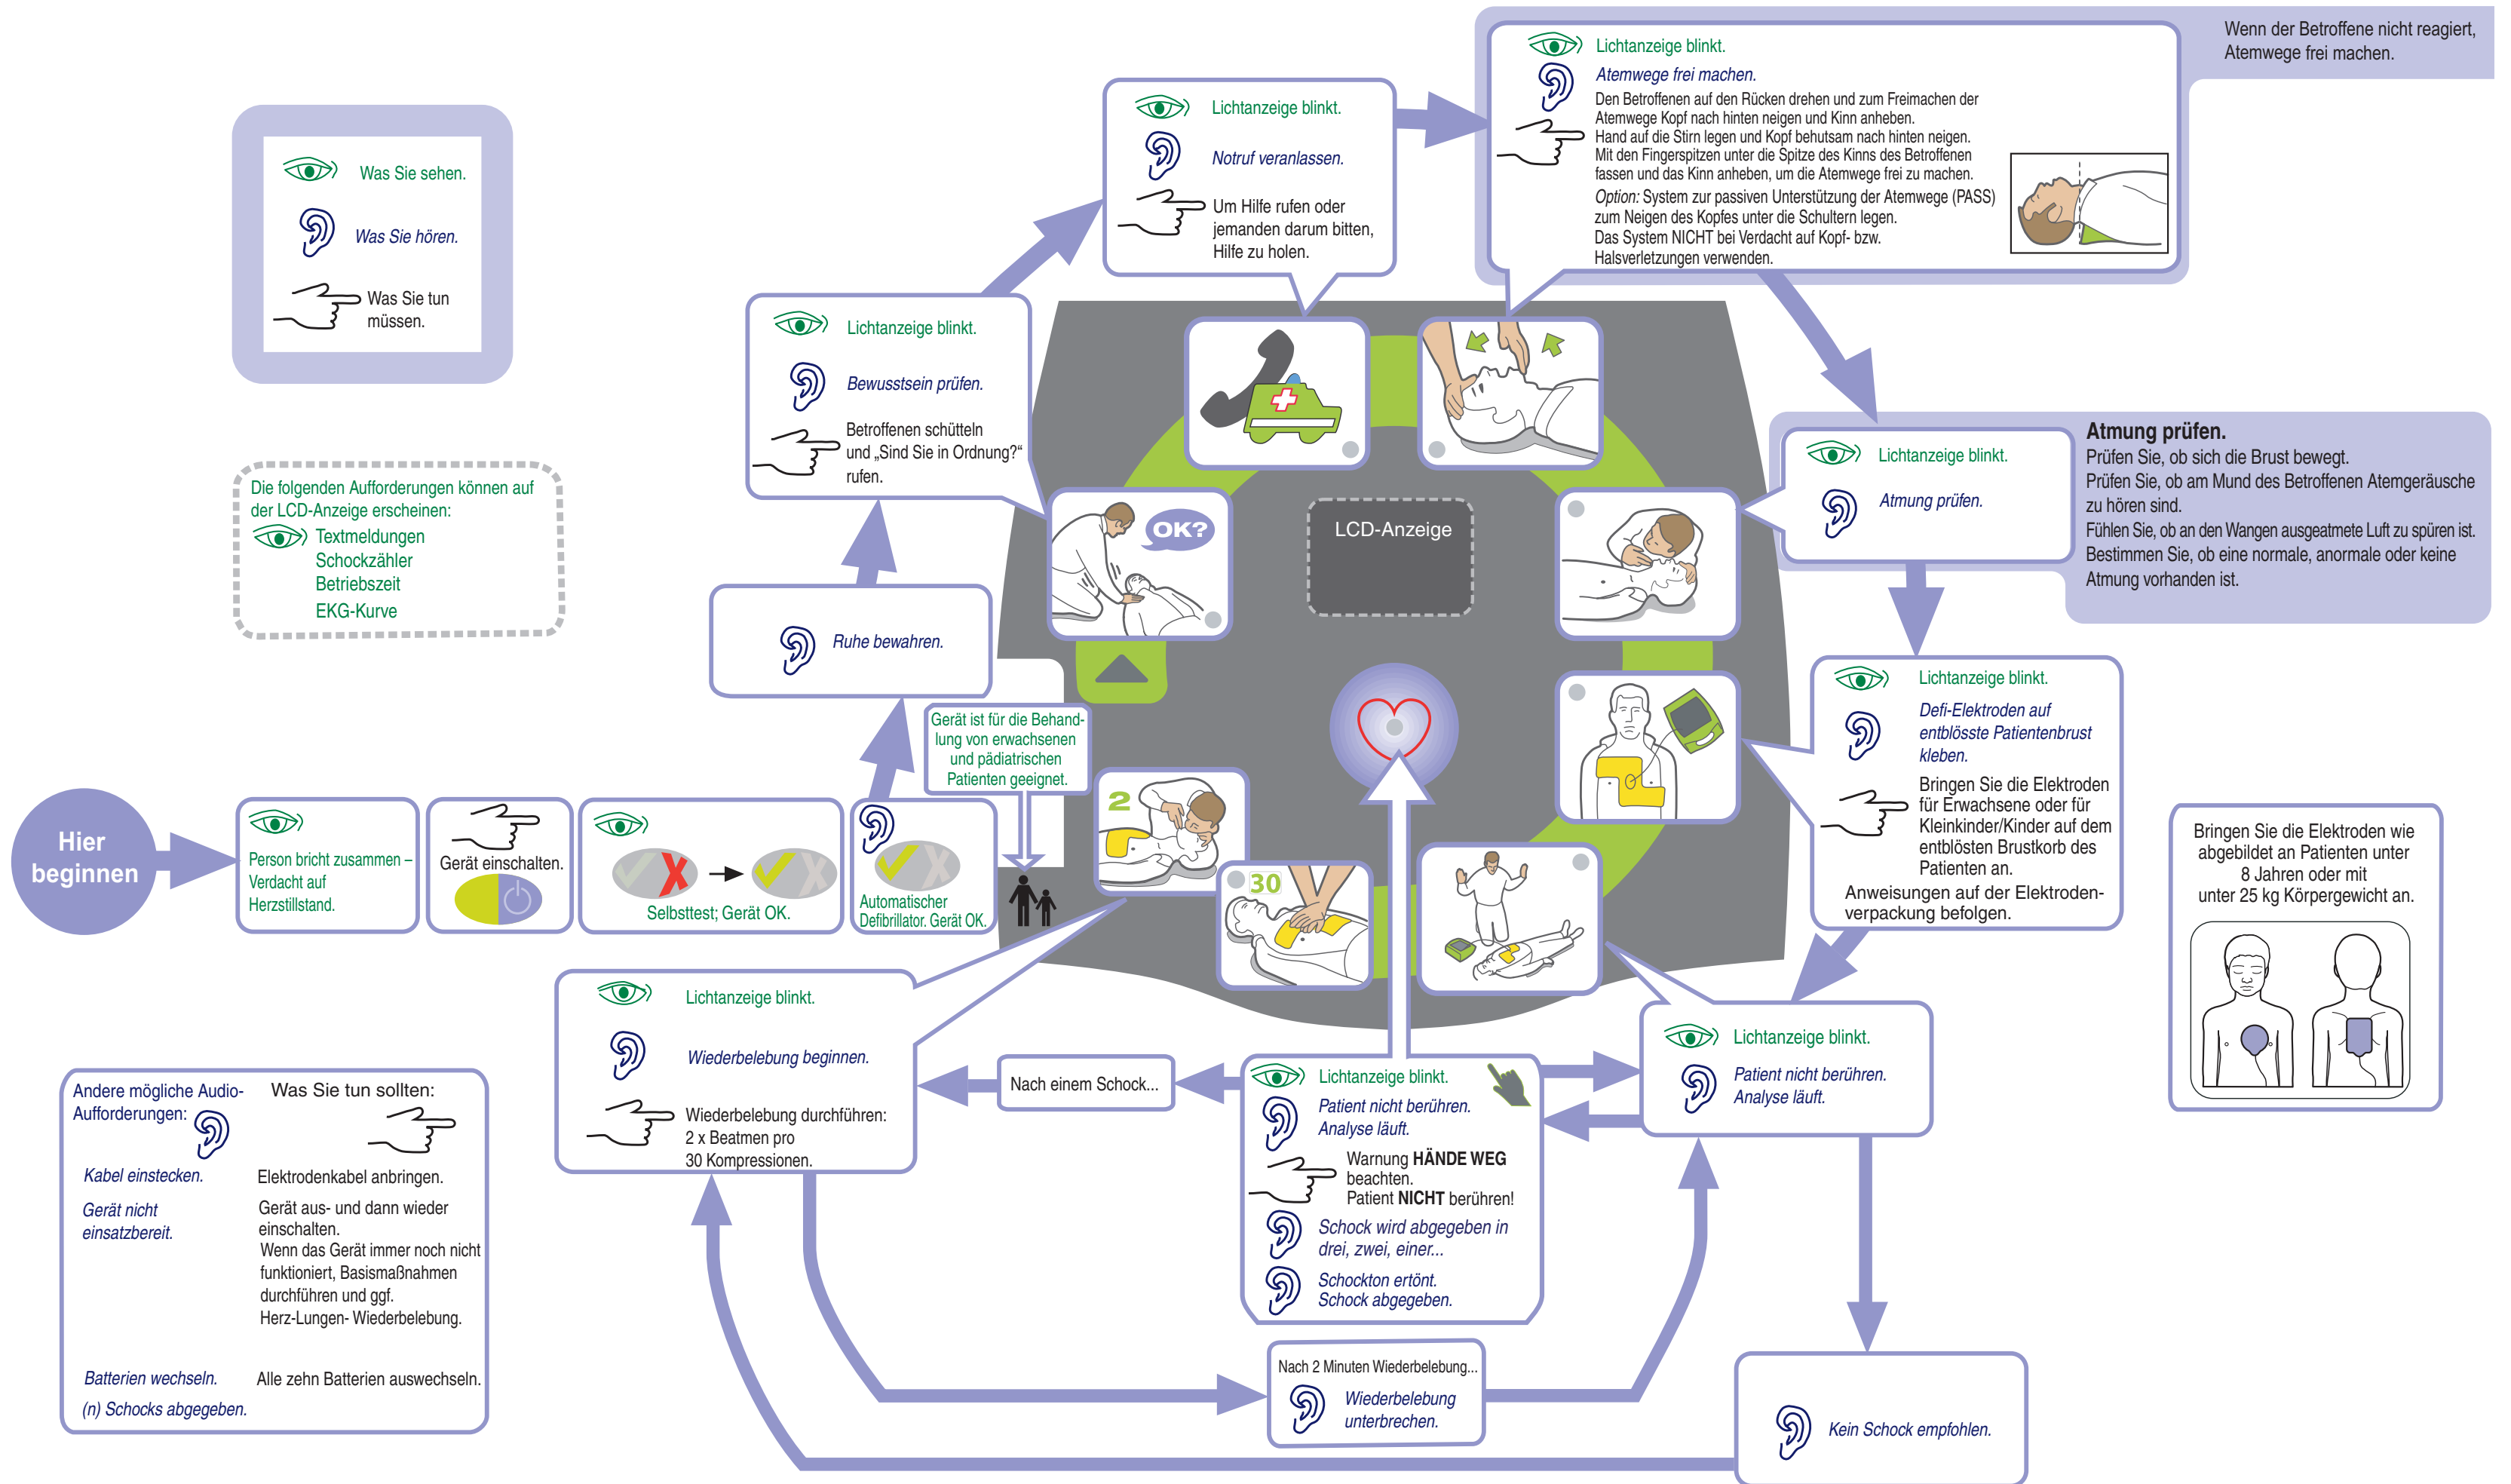 Wenn der Betroffene nicht reagiert,
Atemwege frei machen.
Lichtanzeige blinkt.
Atemwege frei machen.
Den Betroffenen auf den Rücken drehen und zum Freimachen der
Atemwege Kopf nach hinten neigen und Kinn anheben.
Hand auf die Stirn legen und Kopf behutsam nach hinten neigen.
Mit den Fingerspitzen unter die Spitze des Kinns des Betroffenen
fassen und das Kinn anheben, um die Atemwege frei zu machen.
Option: System zur passiven Unterstützung der Atemwege (PASS)
zum Neigen des Kopfes unter die Schultern legen.
Das System NICHT bei Verdacht auf Kopf- bzw.
Halsverletzungen verwenden.
Lichtanzeige blinkt.
Notruf veranlassen.
Um Hilfe rufen oder
jemanden darum bitten,
Hilfe zu holen.
Was Sie sehen.
Was Sie hören.
Was Sie tun
müssen.
Lichtanzeige blinkt.
Bewusstsein prüfen.
Betroffenen schütteln
und „Sind Sie in Ordnung?“
rufen.
Die folgenden Aufforderungen können auf
der LCD-Anzeige erscheinen:
Textmeldungen
Schockzähler
Betriebszeit
EKG-Kurve
OK?
LCD-Anzeige
Lichtanzeige blinkt.
Atmung prüfen.
Atmung prüfen.
Prüfen Sie, ob sich die Brust bewegt.
Prüfen Sie, ob am Mund des Betroffenen Atemgeräusche
zu hören sind.
Fühlen Sie, ob an den Wangen ausgeatmete Luft zu spüren ist.
Bestimmen Sie, ob eine normale, anormale oder keine
Atmung vorhanden ist.
Ruhe bewahren.
Gerät ist für die Behand-
lung von erwachsenen
und pädiatrischen
Patienten geeignet.
Lichtanzeige blinkt.
Defi-Elektroden auf
entblösste Patientenbrust
kleben.
Bringen Sie die Elektroden
für Erwachsene oder für
Kleinkinder/Kinder auf dem
entblösten Brustkorb des
Patienten an.
Anweisungen auf der Elektroden-
verpackung befolgen.
Bringen Sie die Elektroden wie
abgebildet an Patienten unter
8 Jahren oder mit
unter 25 kg Körpergewicht an.
Hier
beginnen
Person bricht zusammen –
Verdacht auf
Herzstillstand.
Gerät einschalten.
Selbsttest; Gerät OK.
Automatischer
Defibrillator. Gerät OK.
2
30
Lichtanzeige blinkt.
Wiederbelebung beginnen.
Wiederbelebung durchführen:
2 x Beatmen pro
30 Kompressionen.
Nach einem Schock...
Lichtanzeige blinkt.
Patient nicht berühren.
Analyse läuft.
Warnung HÄNDE WEG
beachten.
Patient NICHT berühren!
Schock wird abgegeben in
drei, zwei, einer...
Schockton ertönt.
Schock abgegeben.
Lichtanzeige blinkt.
Patient nicht berühren.
Analyse läuft.
Andere mögliche Audio-
Aufforderungen:
Was Sie tun sollten:
Kabel einstecken.
Elektrodenkabel anbringen.
Gerät nicht
einsatzbereit.
Gerät aus- und dann wieder
einschalten.
Wenn das Gerät immer noch nicht
funktioniert, Basismaßnahmen
durchführen und ggf.
Herz-Lungen- Wiederbelebung.
Batterien wechseln.
Alle zehn Batterien auswechseln.
(n) Schocks abgegeben.
Nach 2 Minuten Wiederbelebung...
Wiederbelebung
unterbrechen.
Kein Schock empfohlen.